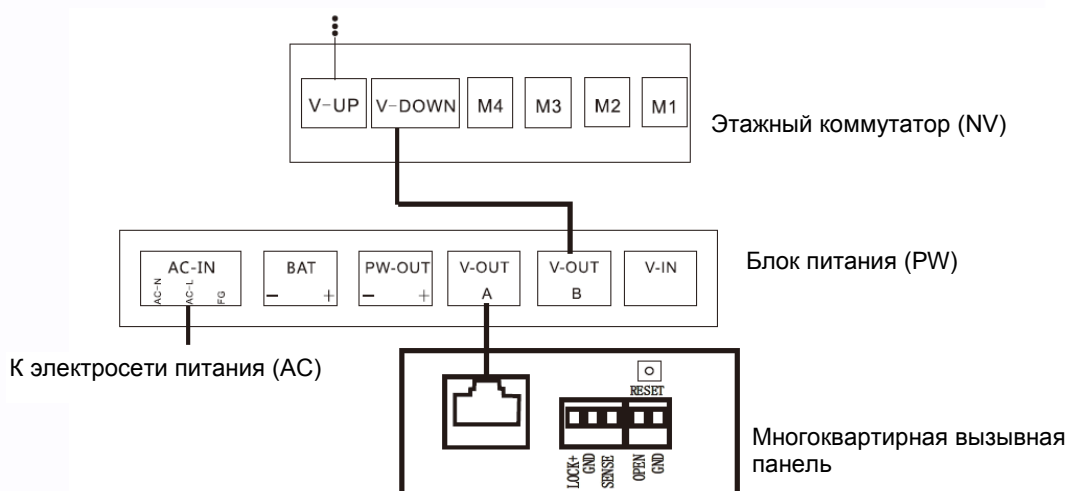 V-UP V-DOWN M4 M3 M2 M1
Этажный коммутатор (NV)
AC-IN BAT PW-OUT V-OUT V-OUT V-IN
AC-N AC-L FG − + − + A B
Блок питания (PW)
К электросети питания (AC)
RESET
LOCK+ GND SENSE OPEN GND
Многоквартирная вызывная
панель